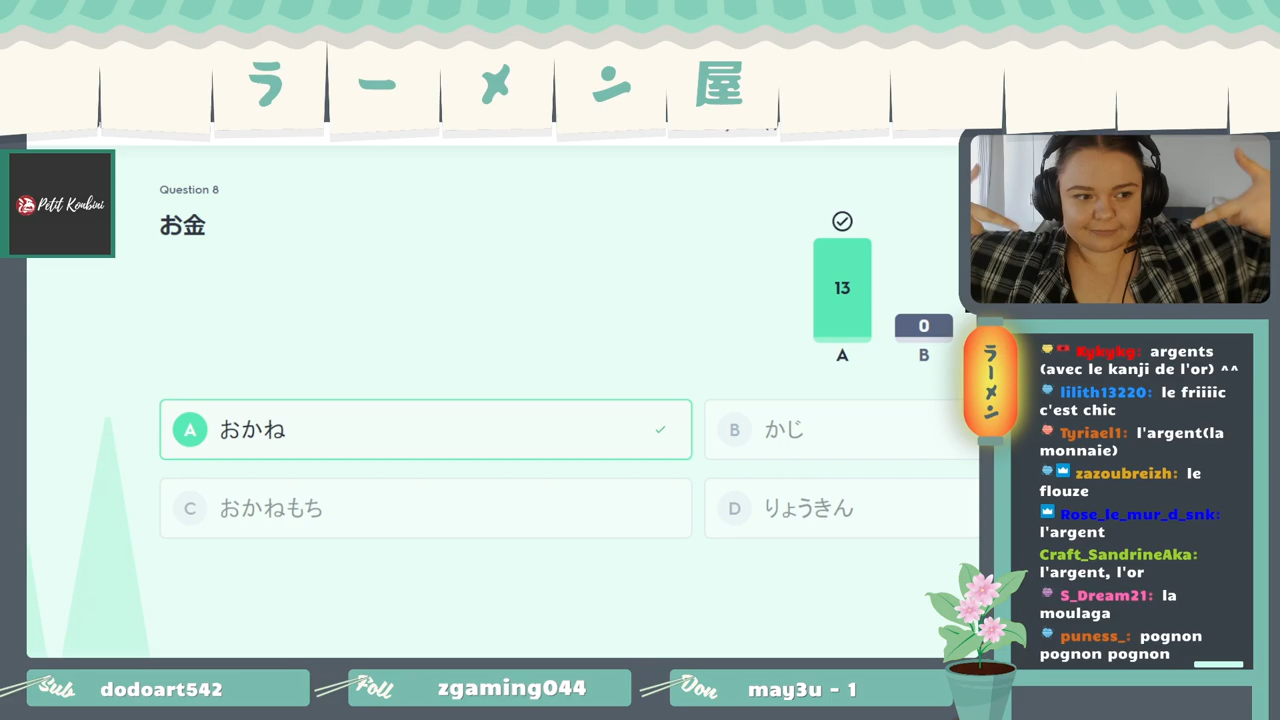 ラーメン屋
Petit Konbini
Question 8
お金
13
0
A
B
A おかね
B かじ
C おかねもち
D りょうきん
ラーメン
Kykykg: argents
(avec le kanji de l'or) ^^
lilith13220: le friiiic
c'est chic
Tyriael1: l'argent(la
monnaie)
zazoubreizh: le
flouze
Rose_le_mur_d_snk:
l'argent
Craft_SandrineAka:
l'argent, l'or
S_Dream21: la
moulaga
puness_: pognon
pognon pognon
Sub dodoart542
Foll zgaming044
Don may3u - 1